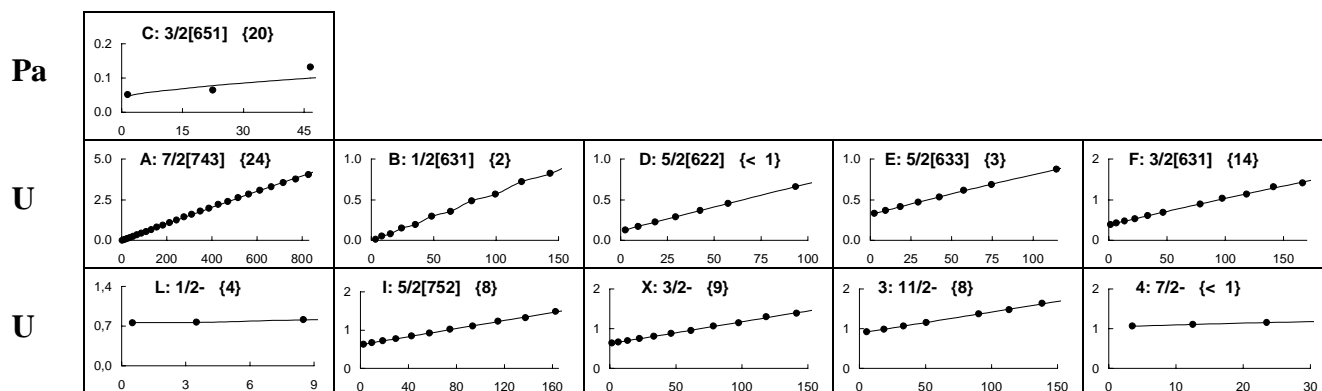 Pa
C: 3/2[651] {20}
0.2
0.1
0.0
0 15 30 45
U
A: 7/2[743] {24}
5.0
2.5
0.0
0 200 400 600 800
B: 1/2[631] {2}
1.0
0.5
0.0
0 50 100 150
D: 5/2[622] {< 1}
1.0
0.5
0.0
0 25 50 75 100
E: 5/2[633] {3}
1.0
0.5
0.0
0 25 50 75 100
F: 3/2[631] {14}
2
1
0
0 50 100 150
U
L: 1/2- {4}
1,4
0,7
0,0
0 3 6 9
I: 5/2[752] {8}
2
1
0
0 40 80 120 160
X: 3/2- {9}
2
1
0
0 50 100 150
3: 11/2- {8}
2
1
0
0 50 100 150
4: 7/2- {< 1}
2
1
0
0 10 20 30